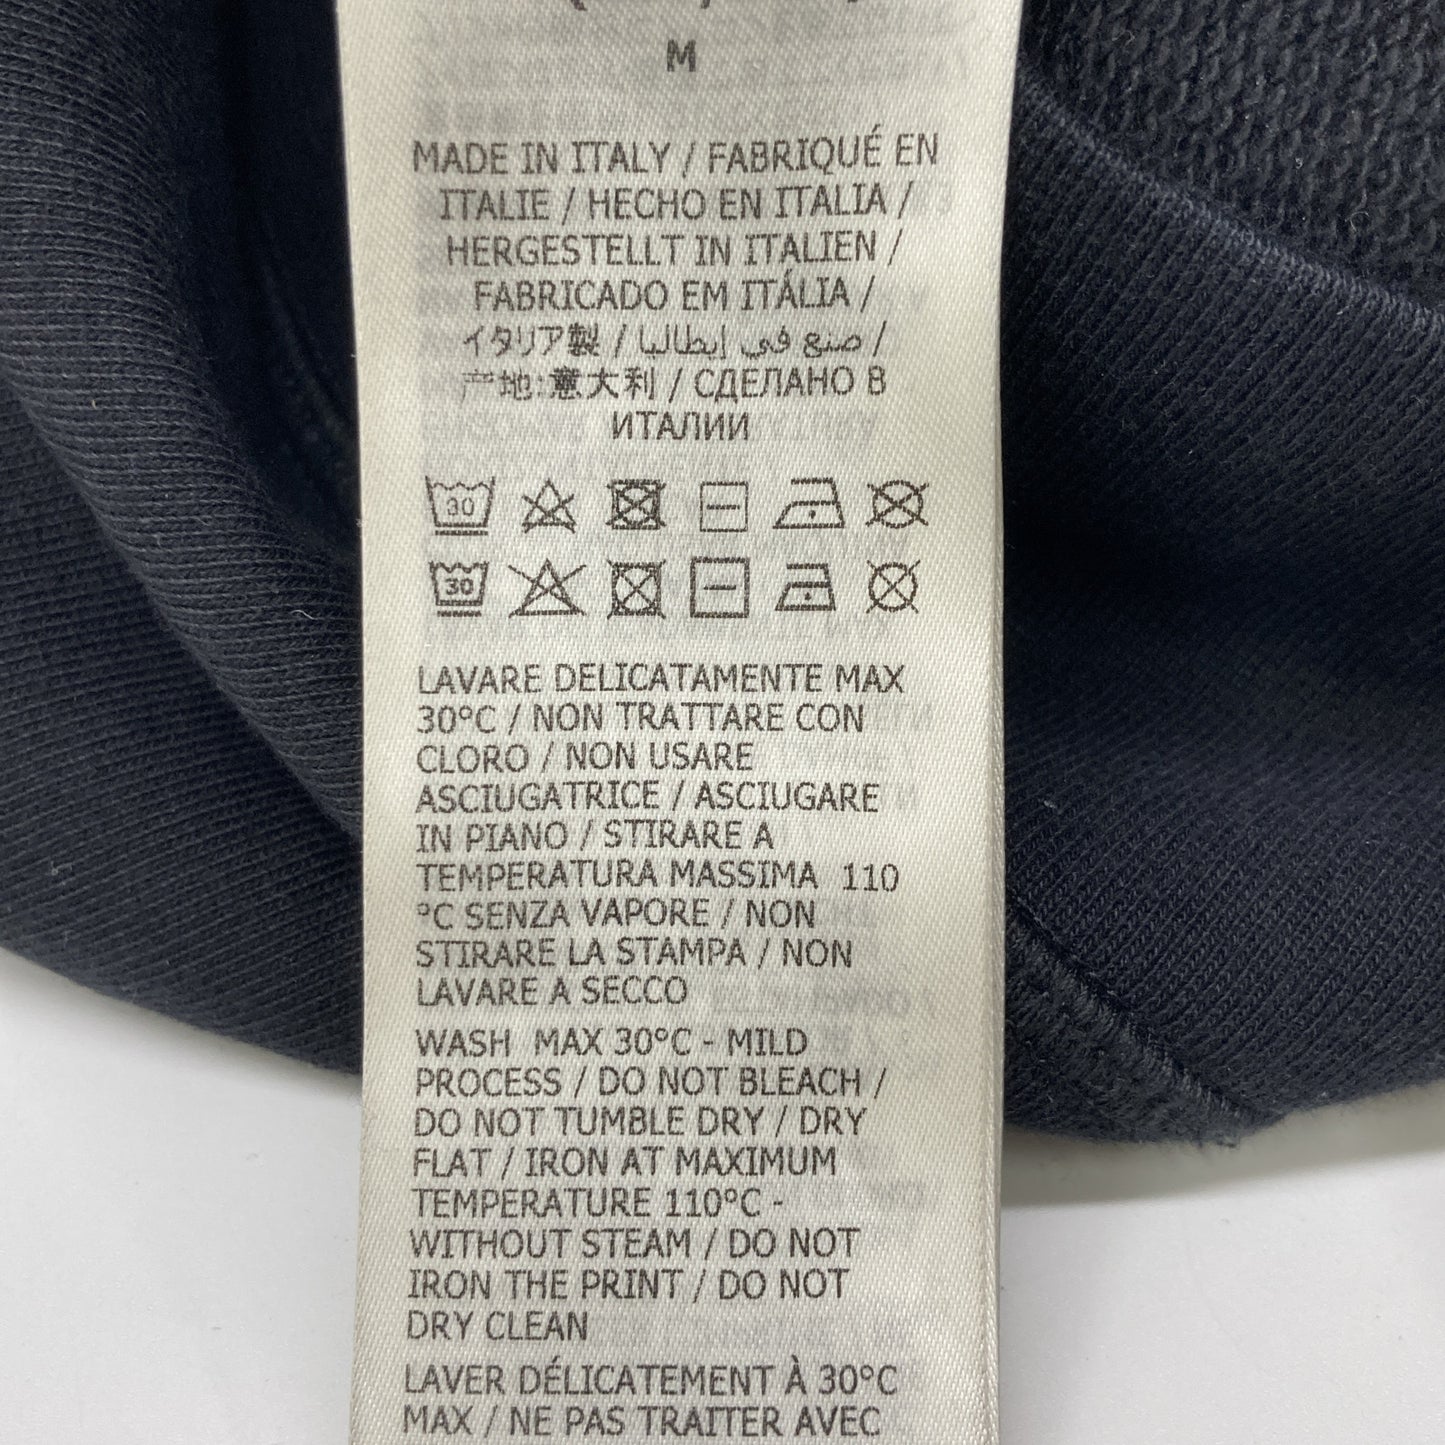 M
MADE IN ITALY / FABRIQUÉ EN
ITALIE / HECHO EN ITALIA /
HERGESTELLT IN ITALIEN /
FABRICADO EM ITÁLIA /
イタリア製 / صنع في إيطاليا /
产地:意大利 / СДЕЛАНО В
ИТАЛИИ
30
30
LAVARE DELICATAMENTE MAX
30°C / NON TRATTARE CON
CLORO / NON USARE
ASCIUGATRICE / ASCIUGARE
IN PIANO / STIRARE A
TEMPERATURA MASSIMA 110
°C SENZA VAPORE / NON
STIRARE LA STAMPA / NON
LAVARE A SECCO
WASH MAX 30°C - MILD
PROCESS / DO NOT BLEACH /
DO NOT TUMBLE DRY / DRY
FLAT / IRON AT MAXIMUM
TEMPERATURE 110°C -
WITHOUT STEAM / DO NOT
IRON THE PRINT / DO NOT
DRY CLEAN
LAVER DÉLICATEMENT À 30°C
MAX / NE PAS TRAITER AVEC